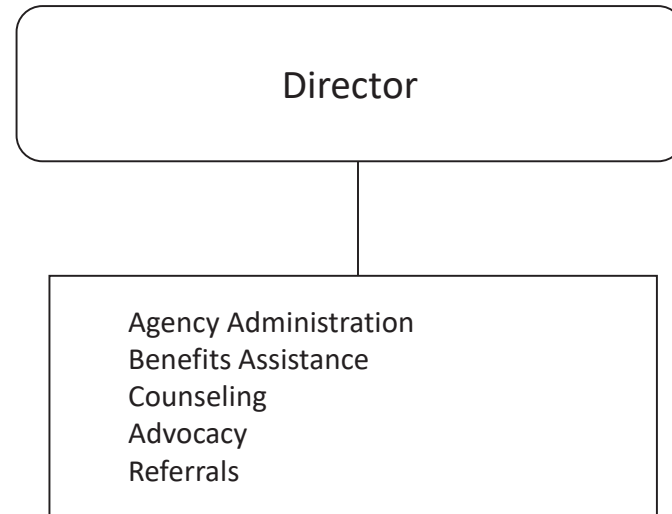 Director
Agency Administration
Benefits Assistance
Counseling
Advocacy
Referrals